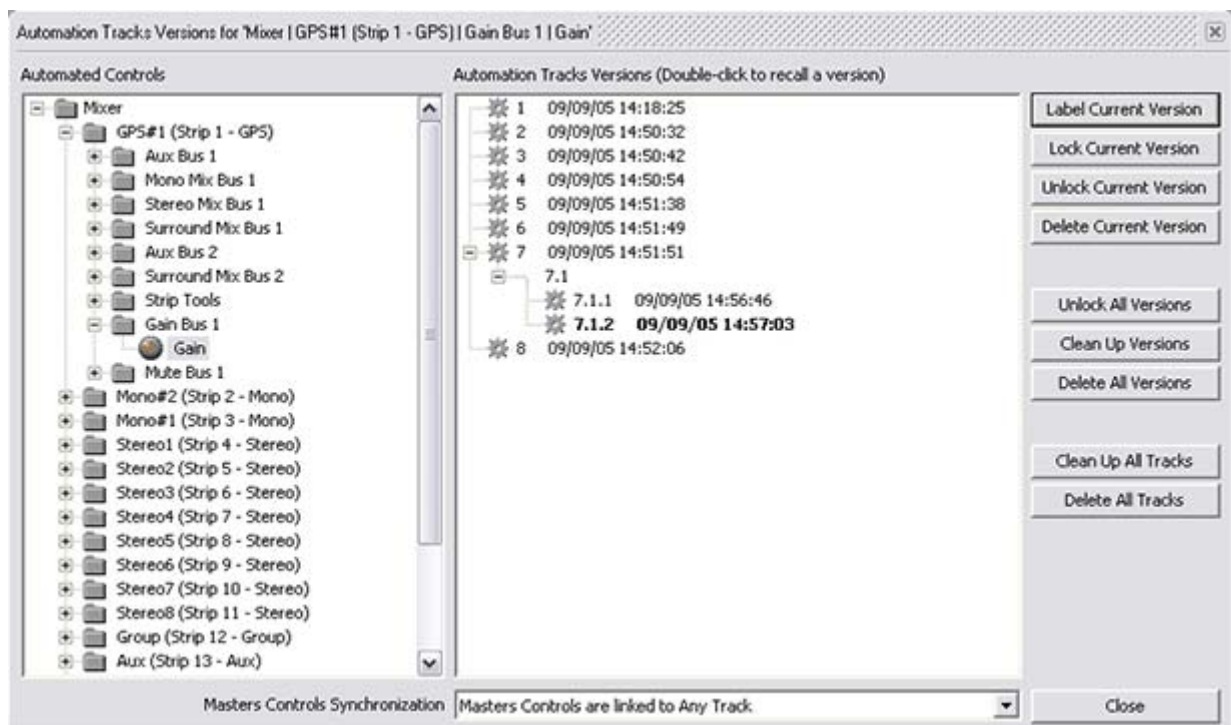 Automation Tracks Versions for 'Mixer | GPS#1 (Strip 1 - GPS) | Gain Bus 1 | Gain'
Automated Controls
Mixer
GPS#1 (Strip 1 - GPS)
Aux Bus 1
Mono Mix Bus 1
Stereo Mix Bus 1
Surround Mix Bus 1
Aux Bus 2
Surround Mix Bus 2
Strip Tools
Gain Bus 1
Gain
Mute Bus 1
Mono#2 (Strip 2 - Mono)
Mono#1 (Strip 3 - Mono)
Stereo1 (Strip 4 - Stereo)
Stereo2 (Strip 5 - Stereo)
Stereo3 (Strip 6 - Stereo)
Stereo4 (Strip 7 - Stereo)
Stereo5 (Strip 8 - Stereo)
Stereo6 (Strip 9 - Stereo)
Stereo7 (Strip 10 - Stereo)
Stereo8 (Strip 11 - Stereo)
Group (Strip 12 - Group)
Aux (Strip 13 - Aux)
Automation Tracks Versions (Double-click to recall a version)
1 09/09/05 14:18:25
2 09/09/05 14:50:32
3 09/09/05 14:50:42
4 09/09/05 14:50:54
5 09/09/05 14:51:38
6 09/09/05 14:51:49
7 09/09/05 14:51:51
7.1
7.1.1 09/09/05 14:56:46
7.1.2 09/09/05 14:57:03
8 09/09/05 14:52:06
Label Current Version
Lock Current Version
Unlock Current Version
Delete Current Version
Unlock All Versions
Clean Up Versions
Delete All Versions
Clean Up All Tracks
Delete All Tracks
Masters Controls Synchronization
Masters Controls are linked to Any Track
Close